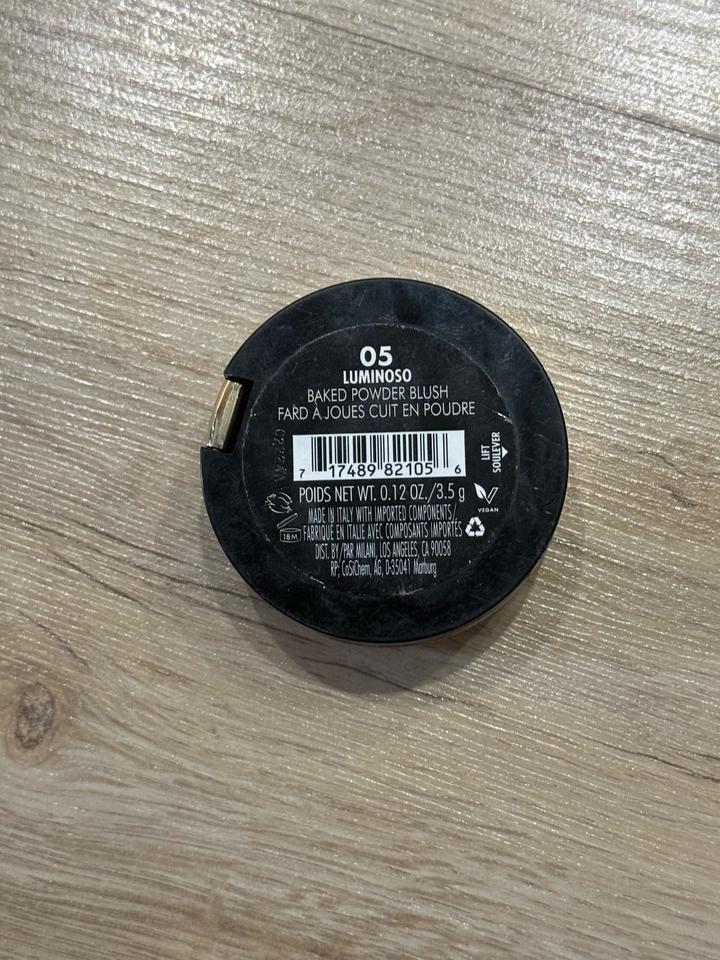 05
LUMINOSO
BAKED POWDER BLUSH
FARD À JOUES CUIT EN POUDRE
LIFT
SOULEVER
7 17489 82105 6
POIDS NET WT. 0.12 OZ./3.5 g
VEGAN
MADE IN ITALY WITH IMPORTED COMPONENTS/
FABRIQUÉ EN ITALIE AVEC COMPOSANTS IMPORTÉS
18M
DIST. BY/PAR MILANI, LOS ANGELES, CA 90058
RP; CoSiChem, AG, D-35041 Marburg